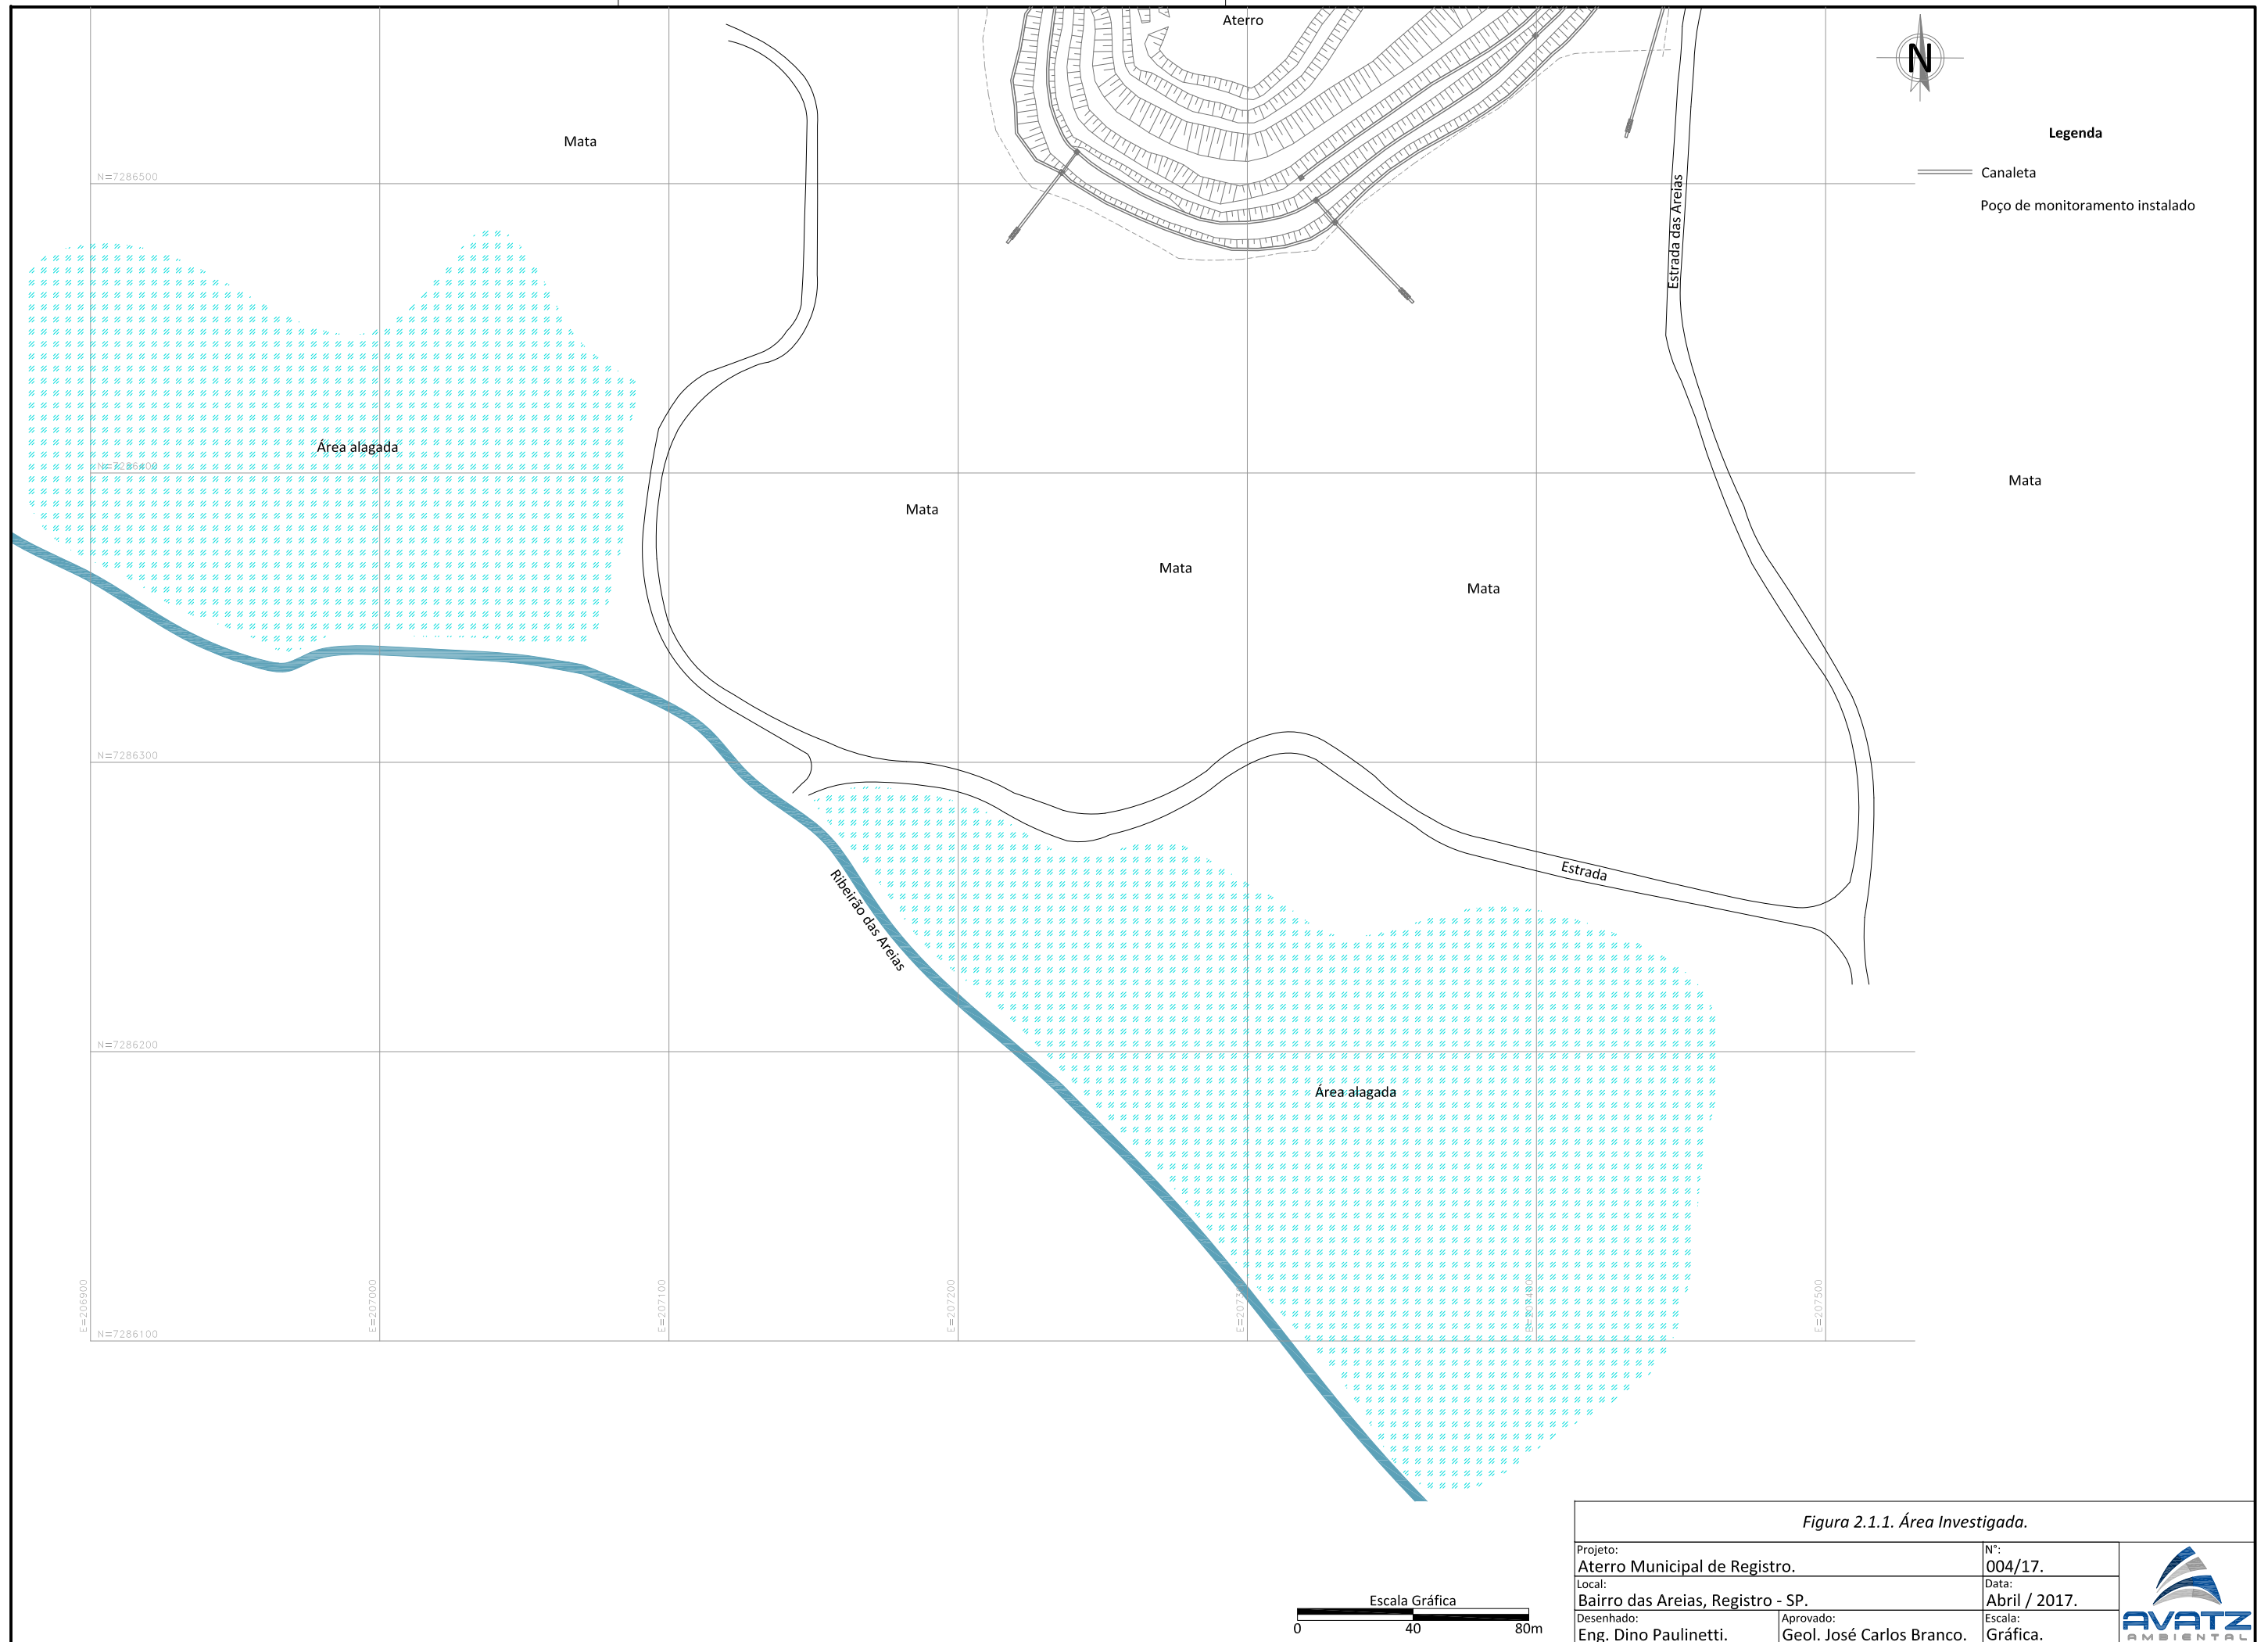 Aterro
N
Mata
Legenda
Canaleta
Poço de monitoramento instalado
N=7286500
Estrada das Areias
Área alagada
N=7286400
Mata
Mata
Mata
Mata
N=7286300
Estrada
Ribeirão das Areias
N=7286200
Área alagada
E=206900
E=207000
E=207100
E=207200
E=207300
E=207400
E=207500
N=7286100
Figura 2.1.1. Área Investigada.
Projeto:
Aterro Municipal de Registro.
N°:
004/17.
Local:
Bairro das Areias, Registro - SP.
Data:
Abril / 2017.
Desenhado:
Eng. Dino Paulinetti.
Aprovado:
Geol. José Carlos Branco.
Escala:
Gráfica.
AVATZ
AMBIENTAL
Escala Gráfica
0 40 80m